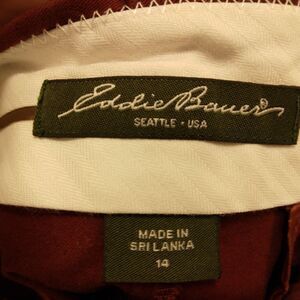 Eddie Bauer®
SEATTLE • USA
MADE IN
SRI LANKA
14